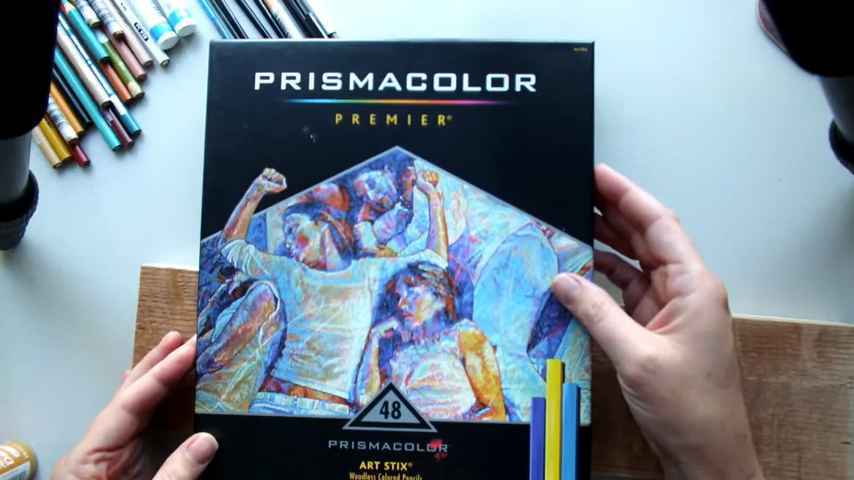 PRISMACOLOR
PREMIER®
48
PRISMACOLOR
ART STIX®
Woodless Colored Pencils